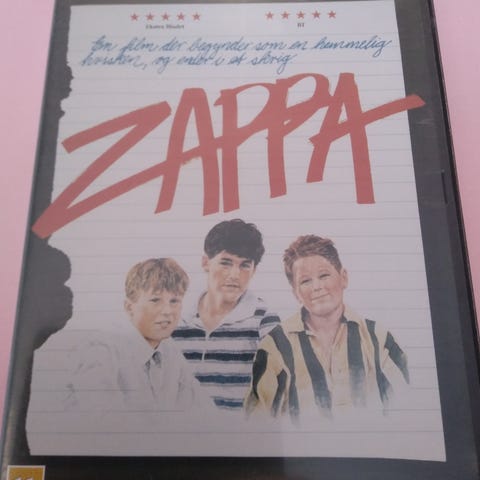 ★★★★★ ★★★★★
Ekstra Bladet BT
En film der begynder som en hemmelig
hvisken, og ender i et skrig
ZAPPA